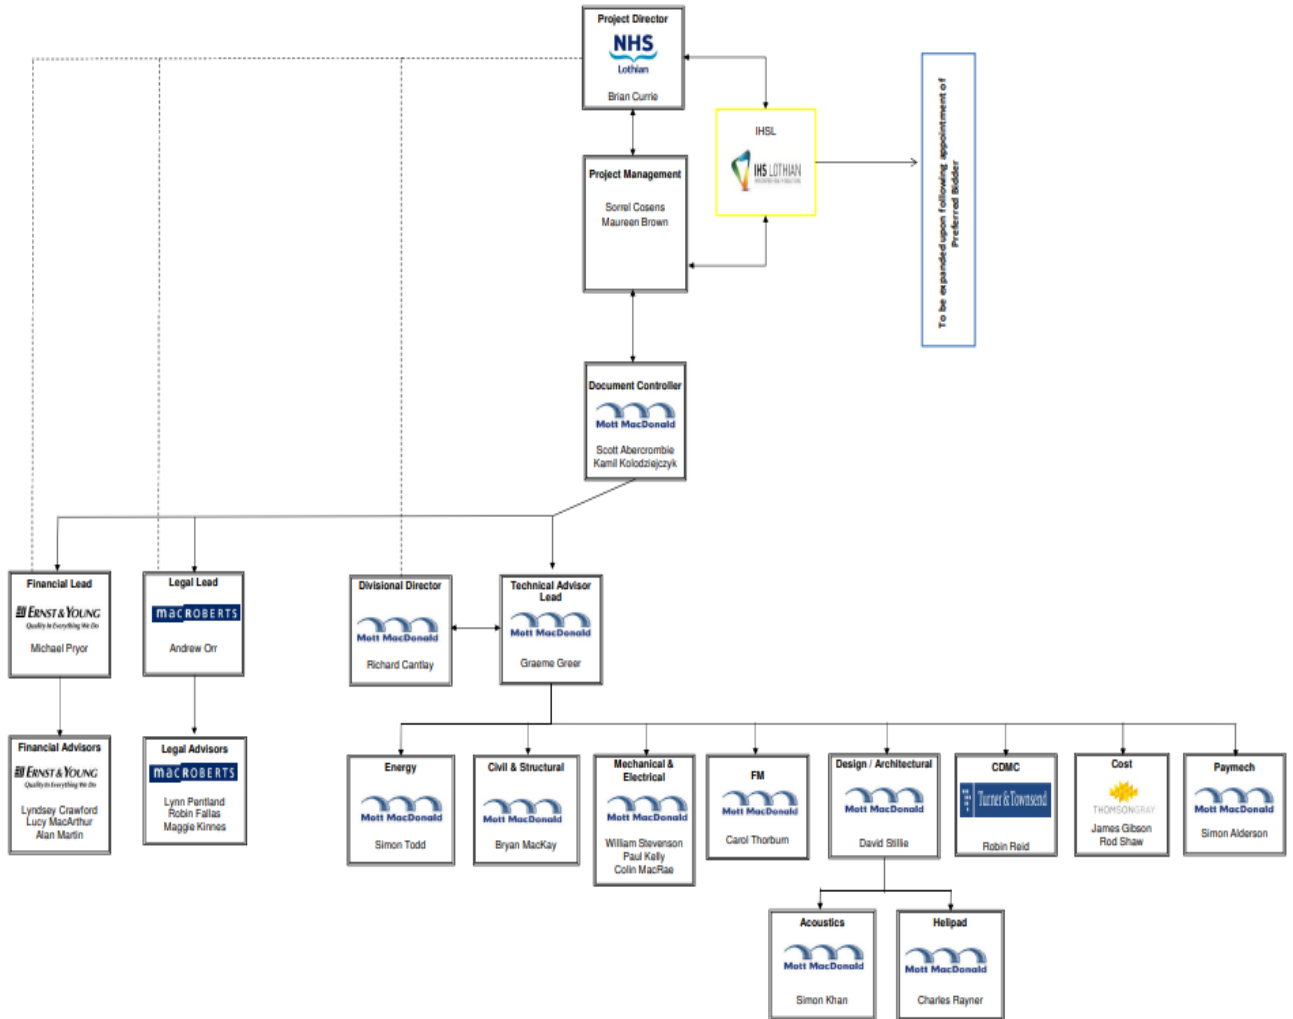 Project Director
NHS
Lothian
Brian Currie
IHSL
IHS LOTHIAN
INTEGRATED HEALTH SOLUTIONS
To be expanded upon following appointment of
Preferred Bidder
Project Management
Sorrel Cosens
Maureen Brown
Document Controller
Mott MacDonald
Scott Abercrombie
Kamil Kolodziejczyk
Financial Lead
ERNST & YOUNG
Quality In Everything We Do
Michael Pryor
Legal Lead
macROBERTS
Andrew Orr
Divisional Director
Mott MacDonald
Richard Cantlay
Technical Advisor
Lead
Mott MacDonald
Graeme Greer
Financial Advisors
ERNST & YOUNG
Quality In Everything We Do
Lyndsey Crawford
Lucy MacArthur
Alan Martin
Legal Advisors
macROBERTS
Lynn Pentland
Robin Fallas
Maggie Kinnes
Energy
Mott MacDonald
Simon Todd
Civil & Structural
Mott MacDonald
Bryan MacKay
Mechanical &
Electrical
Mott MacDonald
William Stevenson
Paul Kelly
Colin MacRae
FM
Mott MacDonald
Carol Thorburn
Design / Architectural
Mott MacDonald
David Stillie
CDMC
Turner & Townsend
Robin Reid
Cost
THOMSONGRAY
James Gibson
Rod Shaw
Paymech
Mott MacDonald
Simon Alderson
Acoustics
Mott MacDonald
Simon Khan
Helipad
Mott MacDonald
Charles Rayner